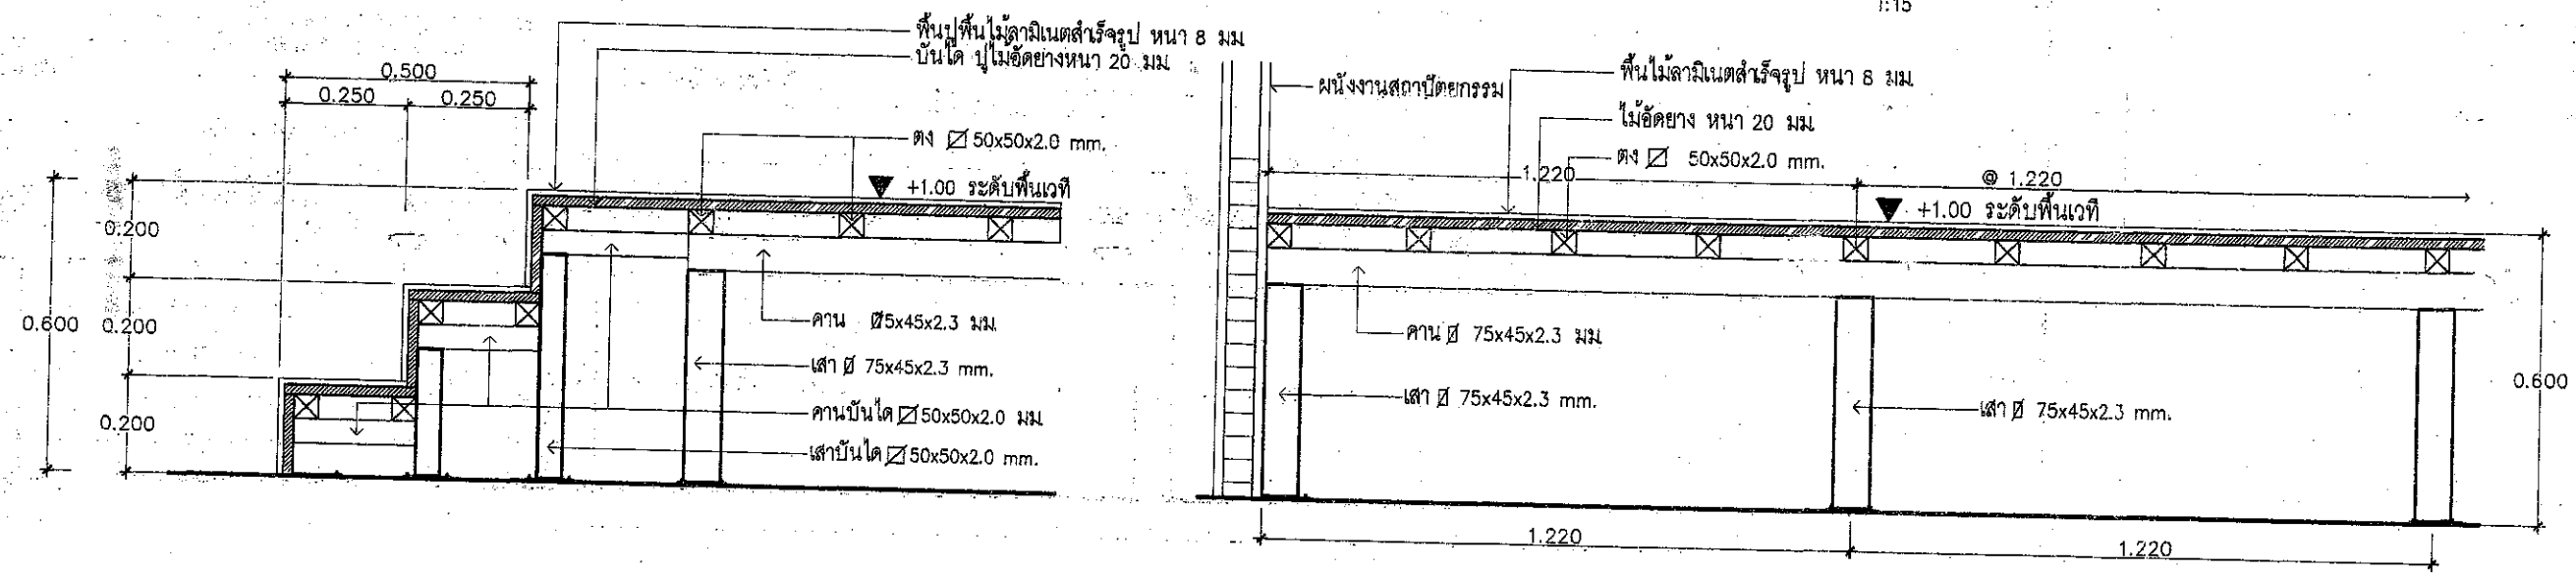 1:15
พื้นปูพื้นไม้ลามิเนตสำเร็จรูป หนา 8 มม
บันได ปูไม้อัดยางหนา 20 มม
0.500
0.250
0.250
ตง 50x50x2.0 mm.
+1.00 ระดับพื้นเวที
0.200
0.600
0.200
0.200
คาน 5x45x2.3 มม
เสา 75x45x2.3 mm.
คานบันได 50x50x2.0 มม
เสาบันได 50x50x2.0 mm.
ผนังงานสถาปัตยกรรม
พื้นไม้ลามิเนตสำเร็จรูป หนา 8 มม
ไม้อัดยาง หนา 20 มม
ตง 50x50x2.0 mm.
1.220
@ 1.220
+1.00 ระดับพื้นเวที
คาน 75x45x2.3 มม
เสา 75x45x2.3 mm.
เสา 75x45x2.3 mm.
0.600
1.220
1.220